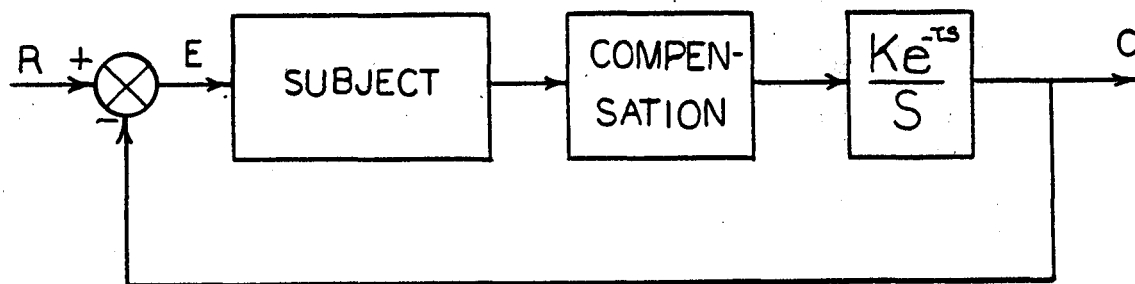 R + E
-
SUBJECT
COMPEN-
SATION
Ke^-τs
S
C